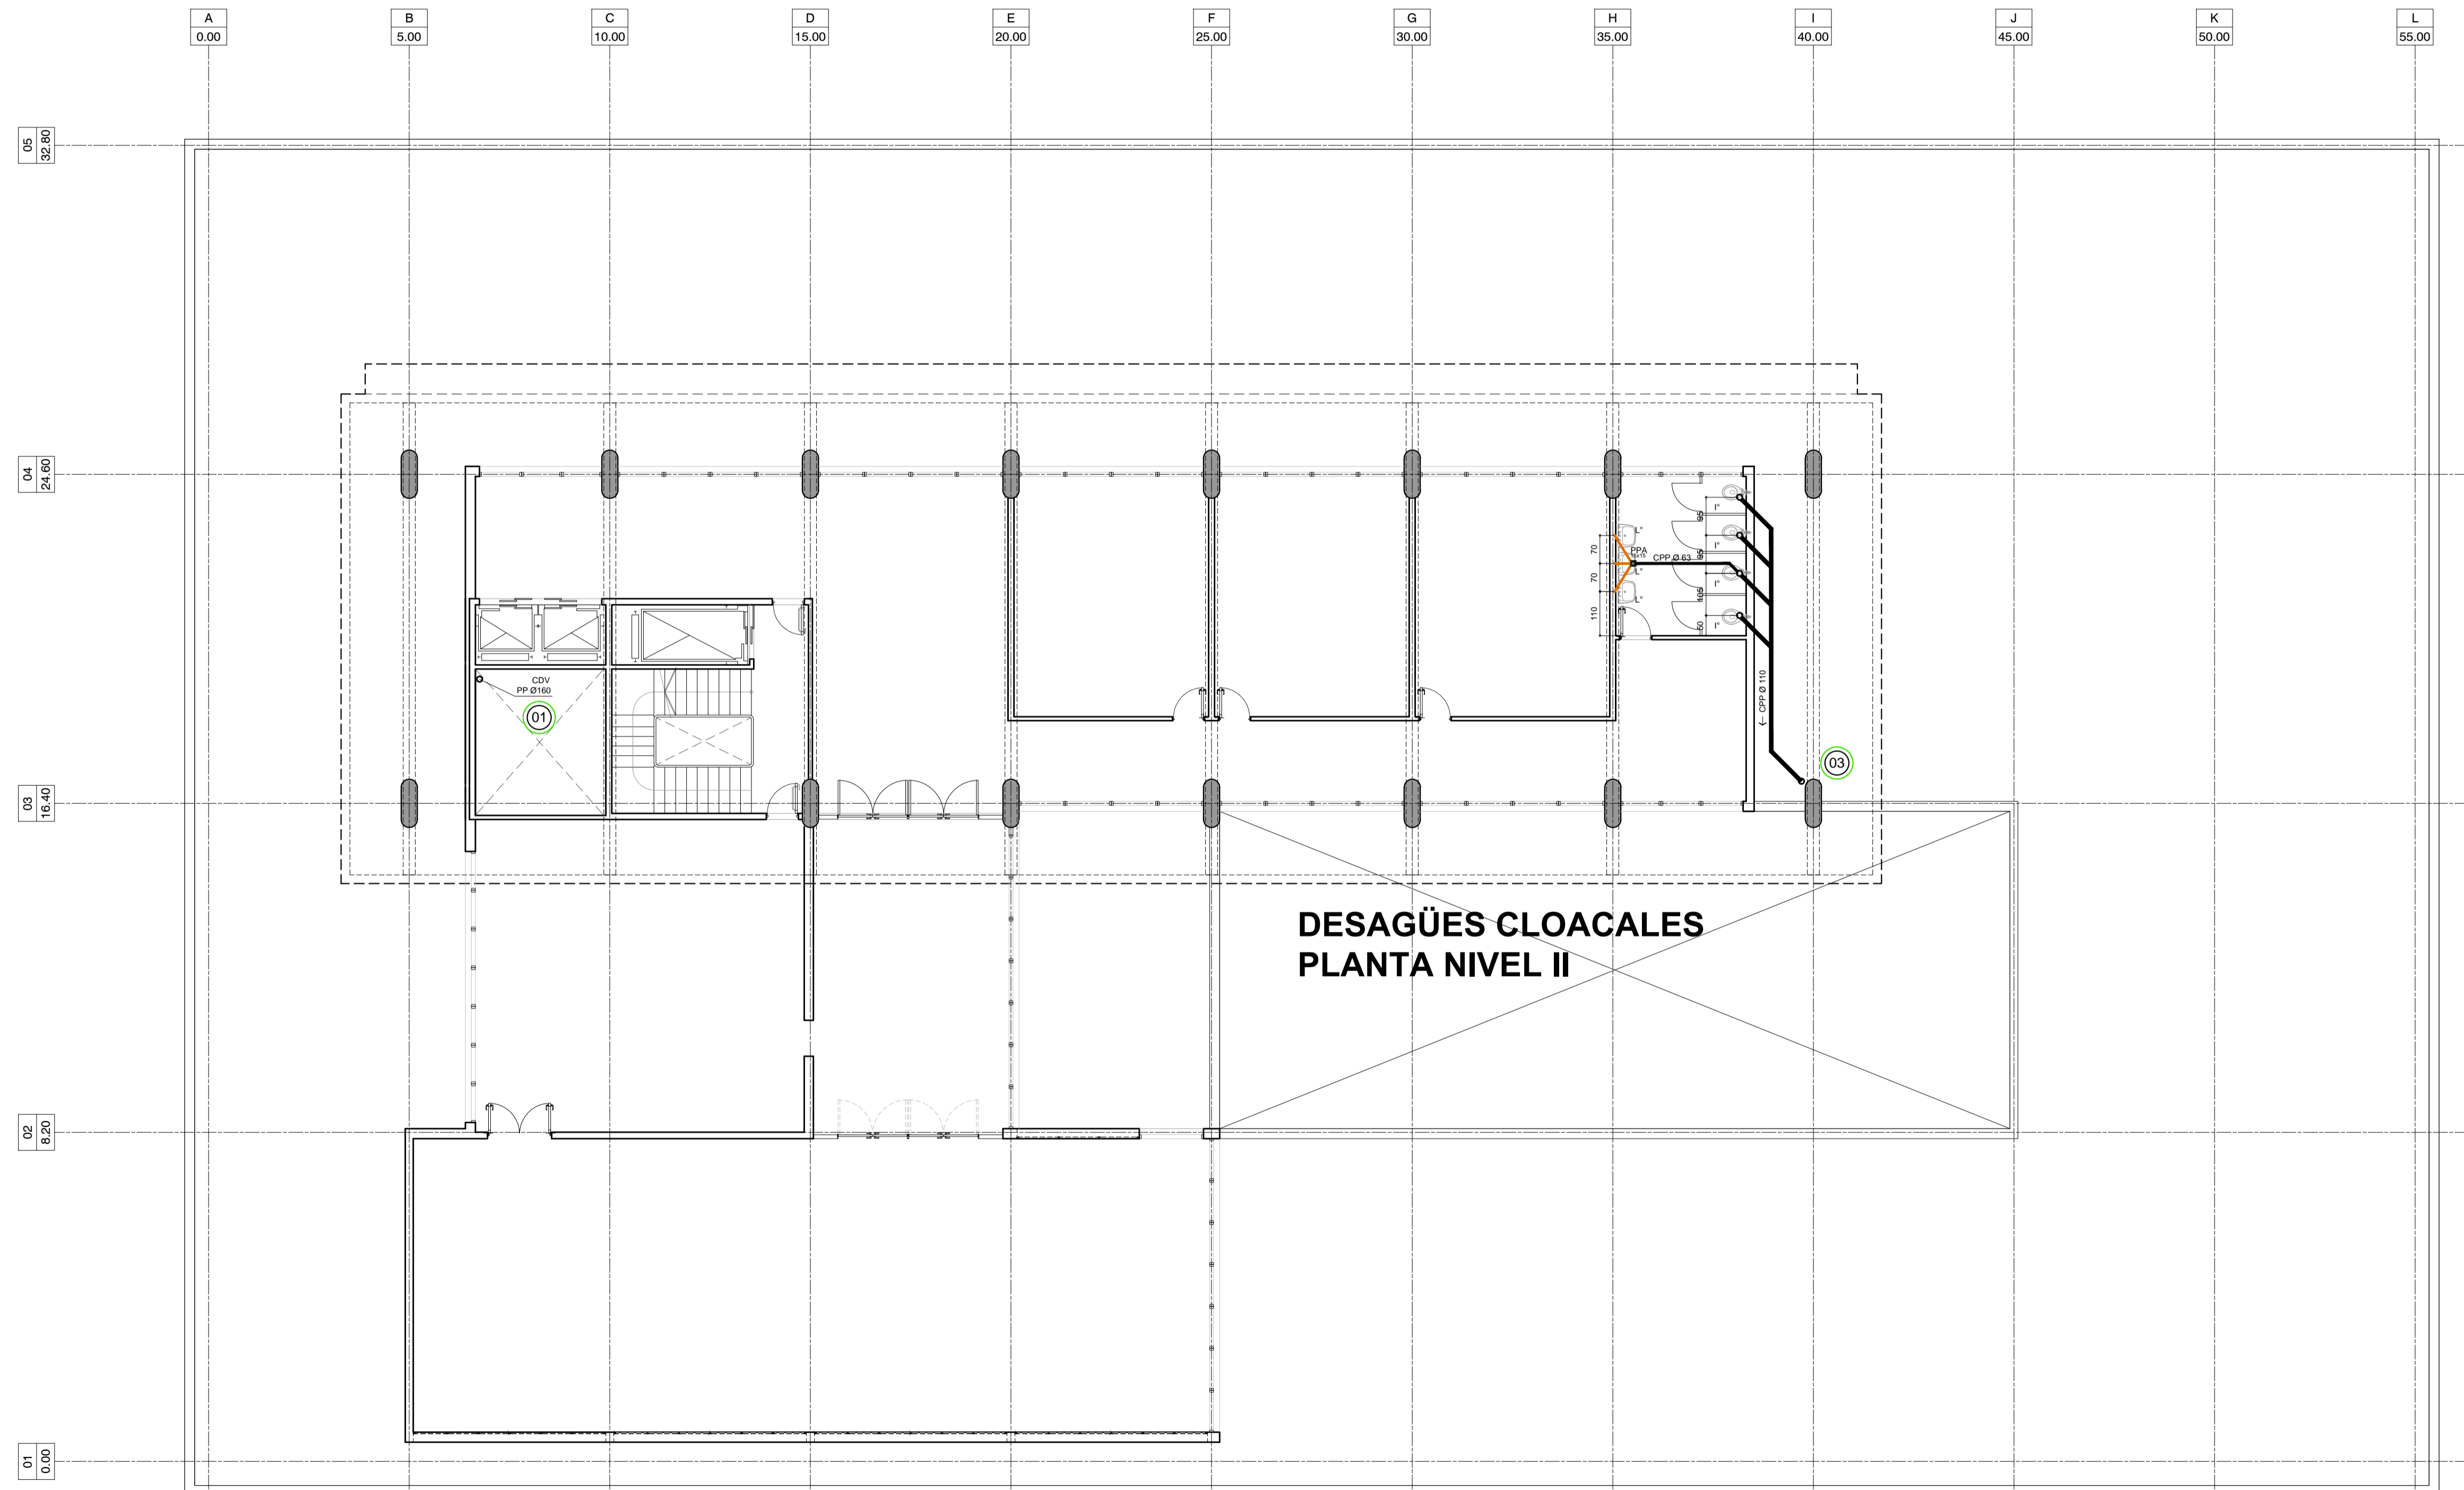 A
0.00
B
5.00
C
10.00
D
15.00
E
20.00
F
25.00
G
30.00
H
35.00
I
40.00
J
45.00
K
50.00
L
55.00
05
32.80
04
24.60
I°
95
L°
I°
70
PPA
15x15
CPP Ø 63
95
L°
I°
70
105
L°
110
I°
50
CDV
PP Ø160
CPP Ø 110
01
03
03
16.40
DESAGÜES CLOACALES
PLANTA NIVEL II
02
8.20
01
0.00